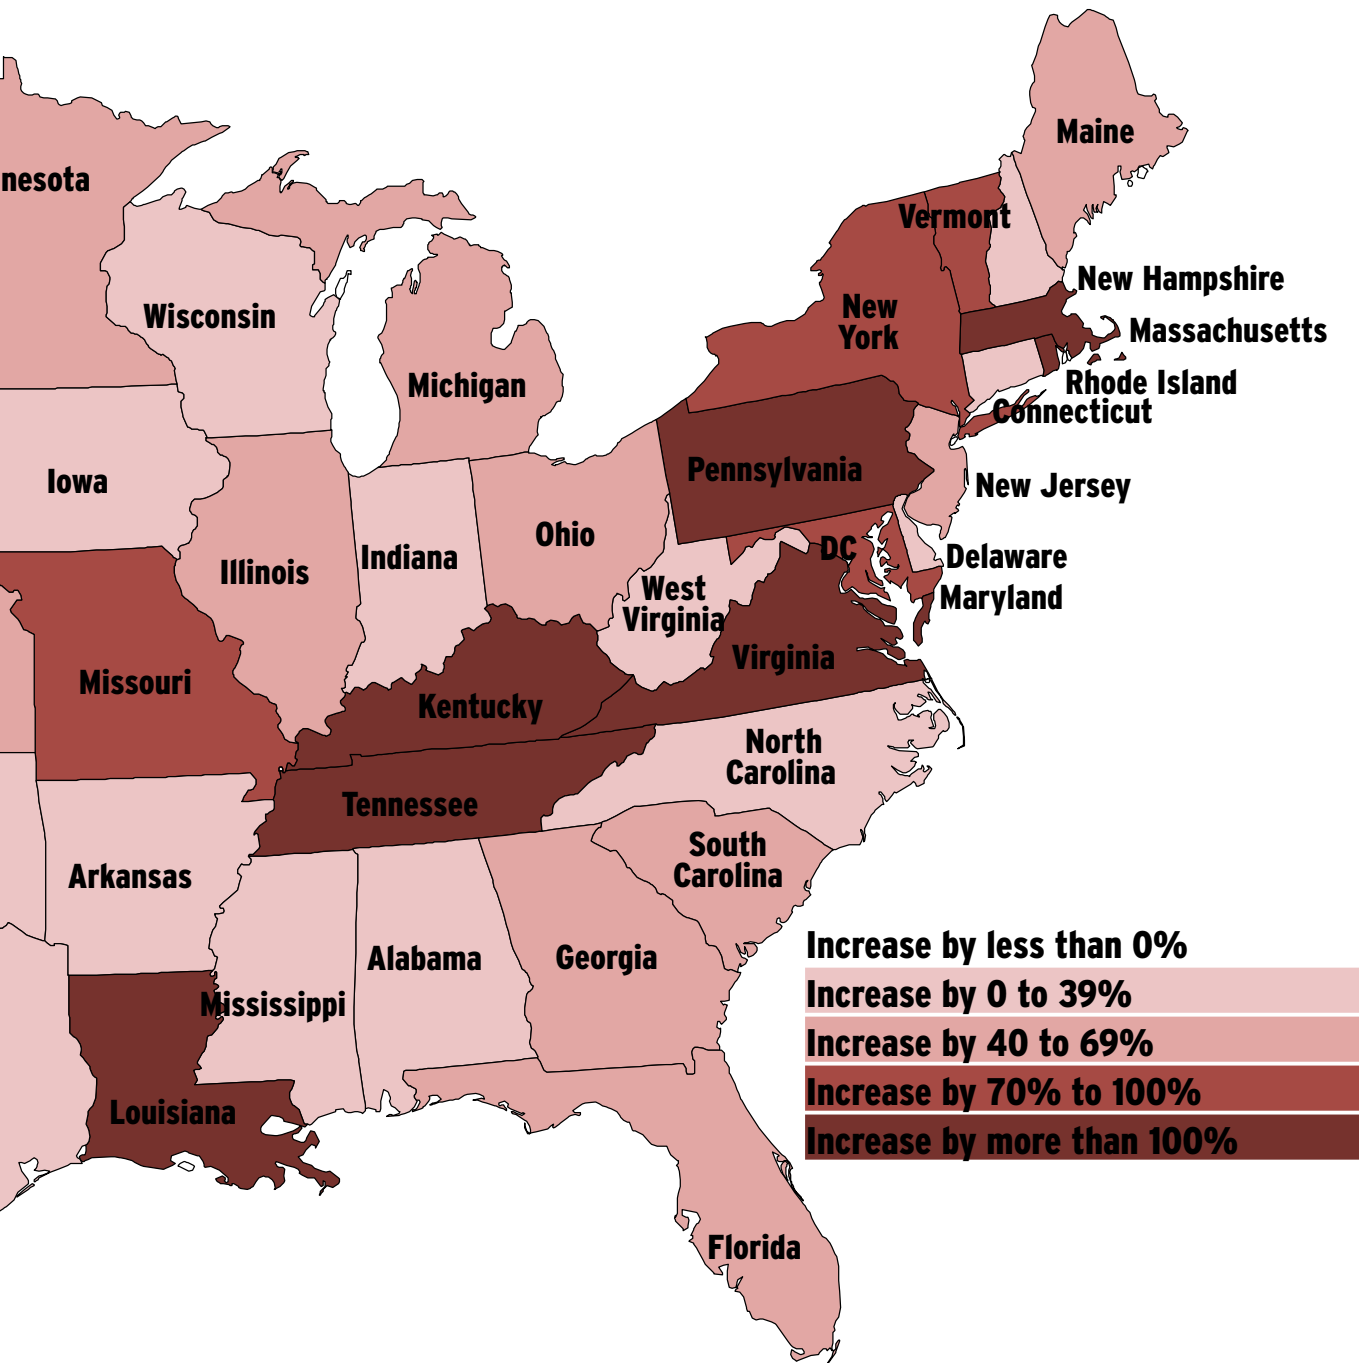 Maine
nesota
Vermont
New Hampshire
New
York
Wisconsin
Massachusetts
Michigan
Rhode Island
Connecticut
Pennsylvania
Iowa
New Jersey
Ohio
DC
Indiana
Delaware
Illinois
West
Virginia
Maryland
Virginia
Missouri
Kentucky
North
Carolina
Tennessee
South
Carolina
Arkansas
Alabama
Georgia
Mississippi
Louisiana
Florida
Increase by less than 0%
Increase by 0 to 39%
Increase by 40 to 69%
Increase by 70% to 100%
Increase by more than 100%